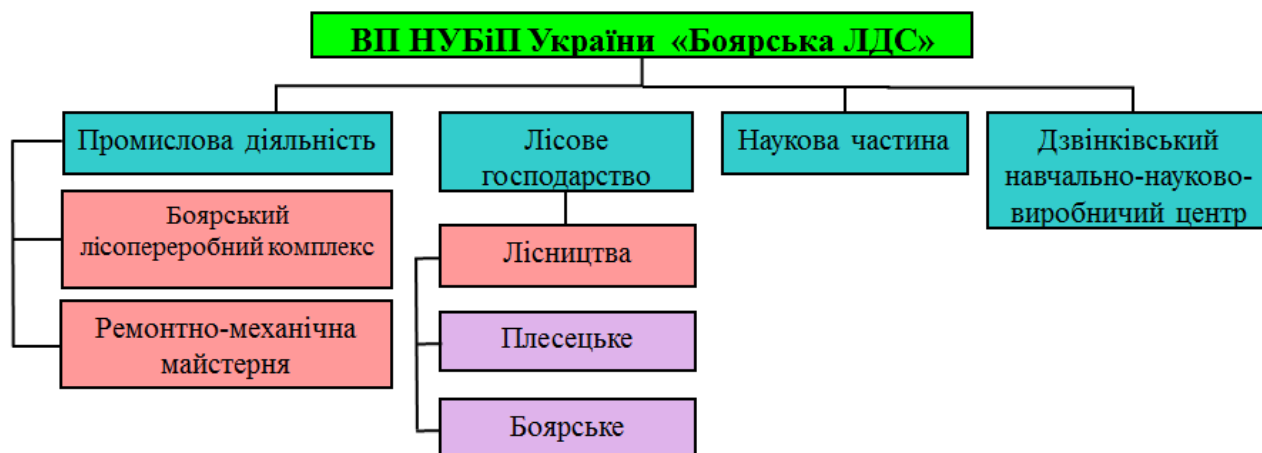 ВП НУБіП України «Боярська ЛДС»
Промислова діяльність
Боярський
лісопереробний комплекс
Ремонтно-механічна
майстерня
Лісове
господарство
Лісництва
Плесецьке
Боярське
Наукова частина
Дзвінківський
навчально-науково-
виробничий центр